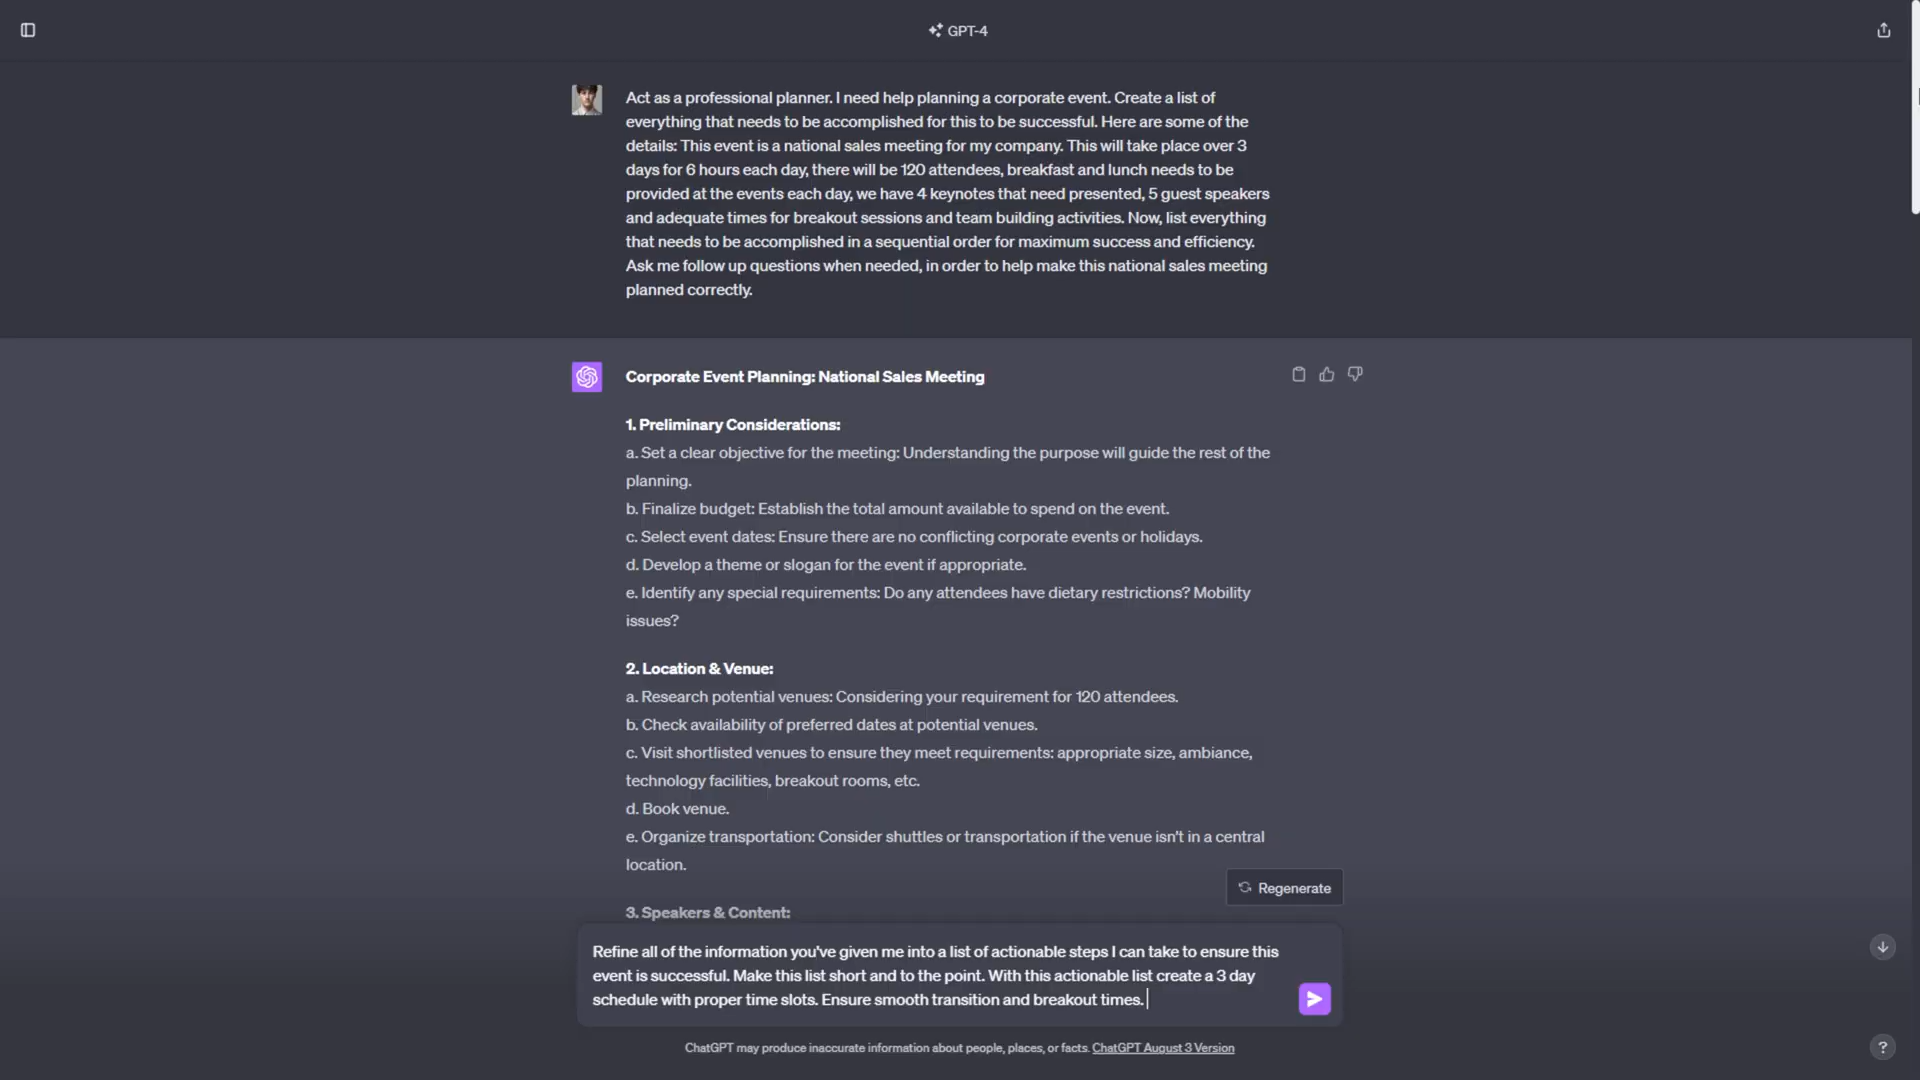 GPT-4
Act as a professional planner. I need help planning a corporate event. Create a list of
everything that needs to be accomplished for this to be successful. Here are some of the
details: This event is a national sales meeting for my company. This will take place over 3
days for 6 hours each day, there will be 120 attendees, breakfast and lunch needs to be
provided at the events each day, we have 4 keynotes that need presented, 5 guest speakers
and adequate times for breakout sessions and team building activities. Now, list everything
that needs to be accomplished in a sequential order for maximum success and efficiency.
Ask me follow up questions when needed, in order to help make this national sales meeting
planned correctly.
Corporate Event Planning: National Sales Meeting
1. Preliminary Considerations:
a. Set a clear objective for the meeting: Understanding the purpose will guide the rest of the
planning.
b. Finalize budget: Establish the total amount available to spend on the event.
c. Select event dates: Ensure there are no conflicting corporate events or holidays.
d. Develop a theme or slogan for the event if appropriate.
e. Identify any special requirements: Do any attendees have dietary restrictions? Mobility
issues?
2. Location & Venue:
a. Research potential venues: Considering your requirement for 120 attendees.
b. Check availability of preferred dates at potential venues.
c. Visit shortlisted venues to ensure they meet requirements: appropriate size, ambiance,
technology facilities, breakout rooms, etc.
d. Book venue.
e. Organize transportation: Consider shuttles or transportation if the venue isn't in a central
location.
Regenerate
3. Speakers & Content:
Refine all of the information you've given me into a list of actionable steps I can take to ensure this
event is successful. Make this list short and to the point. With this actionable list create a 3 day
schedule with proper time slots. Ensure smooth transition and breakout times.
ChatGPT may produce inaccurate information about people, places, or facts. ChatGPT August 3 Version
?